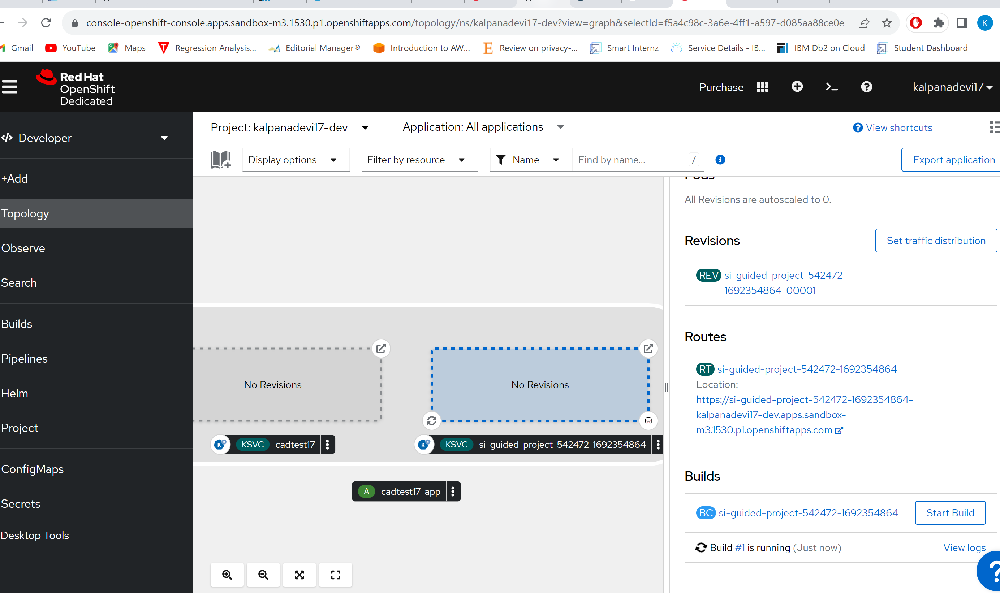 console-openshift-console.apps.sandbox-m3.1530.p1.openshiftapps.com/topology/ns/kalpanadevi17-dev?view=graph&selectId=f5a4c98c-3a6e-4ff1-a597-d085aa88ce0e
K
Gmail YouTube Maps Regression Analysis... Editorial Manager® Introduction to AW... Review on privacy-... Smart Internz Service Details - IB... IBM Db2 on Cloud Student Dashboard
Red Hat
OpenShift
Dedicated
Purchase kalpanadevi17
Developer
+Add
Topology
Observe
Search
Builds
Pipelines
Helm
Project
ConfigMaps
Secrets
Desktop Tools
Project: kalpanadevi17-dev Application: All applications View shortcuts
Display options Filter by resource Name Find by name... / Export application
No Revisions
KSVC cadtest17
No Revisions
KSVC si-guided-project-542472-1692354864
A cadtest17-app
Pods
All Revisions are autoscaled to 0.
Revisions Set traffic distribution
REV si-guided-project-542472-
1692354864-00001
Routes
RT si-guided-project-542472-1692354864
Location:
https://si-guided-project-542472-1692354864-
kalpanadevi17-dev.apps.sandbox-
m3.1530.p1.openshiftapps.com
Builds
BC si-guided-project-542472-1692354864 Start Build
Build #1 is running (Just now) View logs